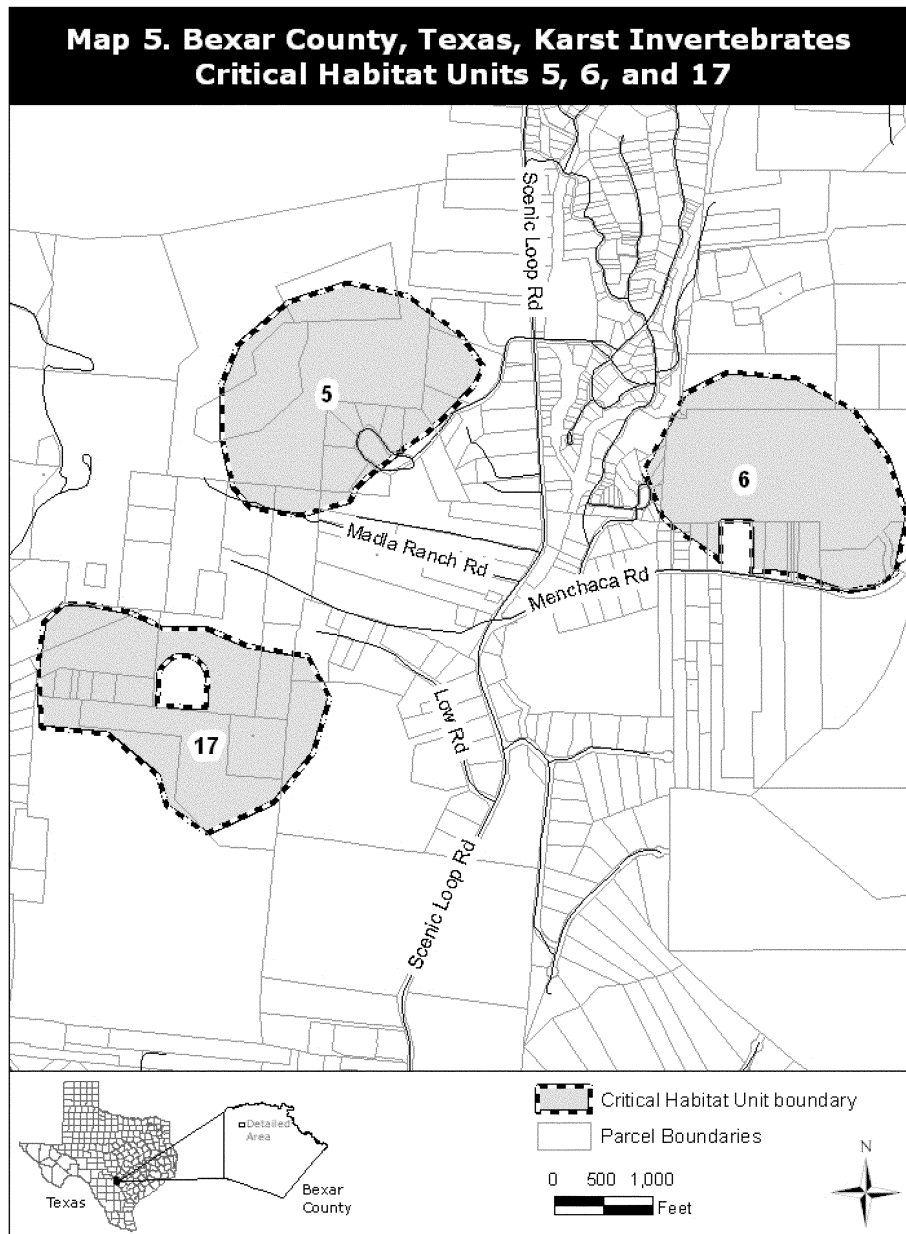 Map 5. Bexar County, Texas, Karst Invertebrates
Critical Habitat Units 5, 6, and 17
Scenic Loop Rd
5
6
Madla Ranch Rd
Menchaca Rd
Low Rd
17
Scenic Loop Rd
Texas
Detailed
Area
Bexar
County
Critical Habitat Unit boundary
Parcel Boundaries
0 500 1,000
Feet
N